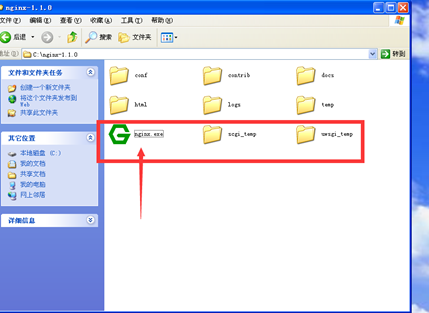 nginx-1.1.0
文件(F) 编辑(E) 查看(V) 收藏(A) 工具(T) 帮助(H)
后退 搜索 文件夹
地址(D) C:\nginx-1.1.0 转到
文件和文件夹任务
创建一个新文件夹
将这个文件夹发布到
Web
共享此文件夹
其它位置
本地磁盘 (C:)
我的文档
共享文档
我的电脑
网上邻居
详细信息
conf contrib docs
html logs temp
nginx.exe scgi_temp uwsgi_temp